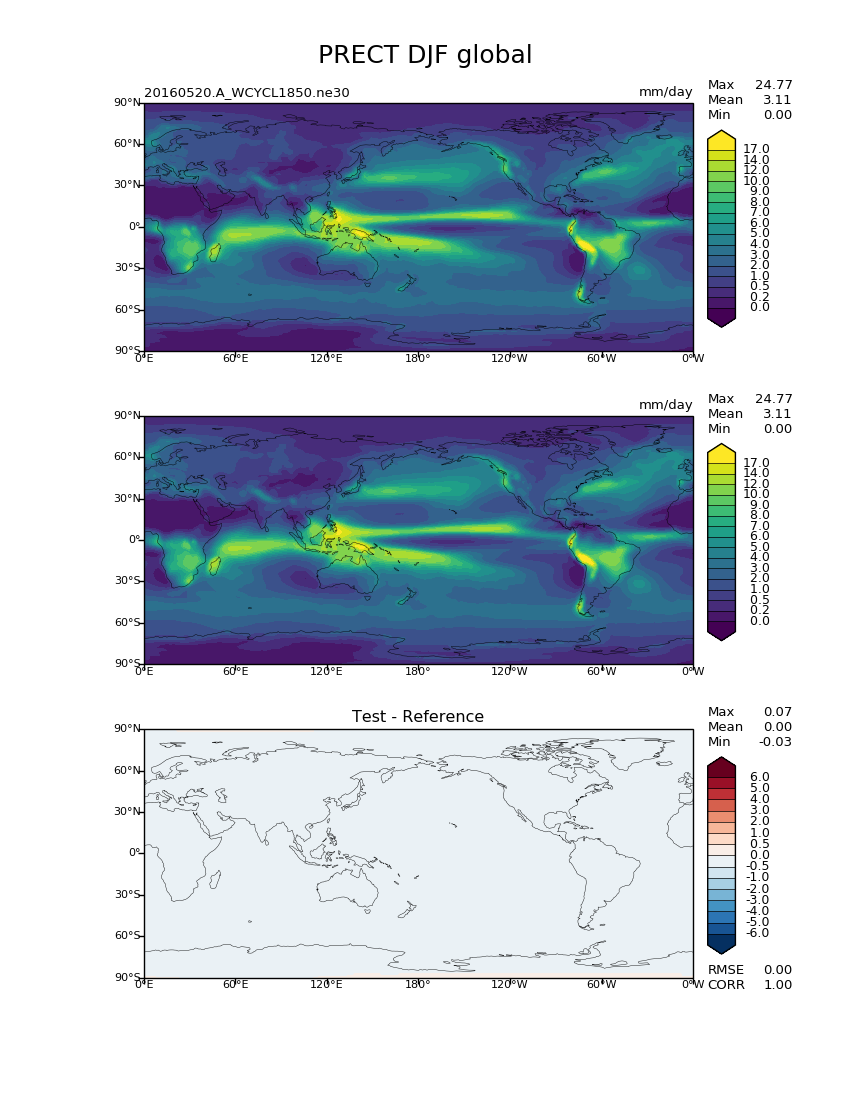 PRECT DJF global
20160520.A_WCYCL1850.ne30 mm/day
Max 24.77
Mean 3.11
Min 0.00
90°N
60°N
30°N
0°
30°S
60°S
90°S
0°E 60°E 120°E 180° 120°W 60°W 0°W
17.0
14.0
12.0
10.0
9.0
8.0
7.0
6.0
5.0
4.0
3.0
2.0
1.0
0.5
0.2
0.0
mm/day
Max 24.77
Mean 3.11
Min 0.00
90°N
60°N
30°N
0°
30°S
60°S
90°S
0°E 60°E 120°E 180° 120°W 60°W 0°W
17.0
14.0
12.0
10.0
9.0
8.0
7.0
6.0
5.0
4.0
3.0
2.0
1.0
0.5
0.2
0.0
Test - Reference
Max 0.07
Mean 0.00
Min -0.03
90°N
60°N
30°N
0°
30°S
60°S
90°S
0°E 60°E 120°E 180° 120°W 60°W 0°W
6.0
5.0
4.0
3.0
2.0
1.0
0.5
0.0
-0.5
-1.0
-2.0
-3.0
-4.0
-5.0
-6.0
RMSE 0.00
CORR 1.00